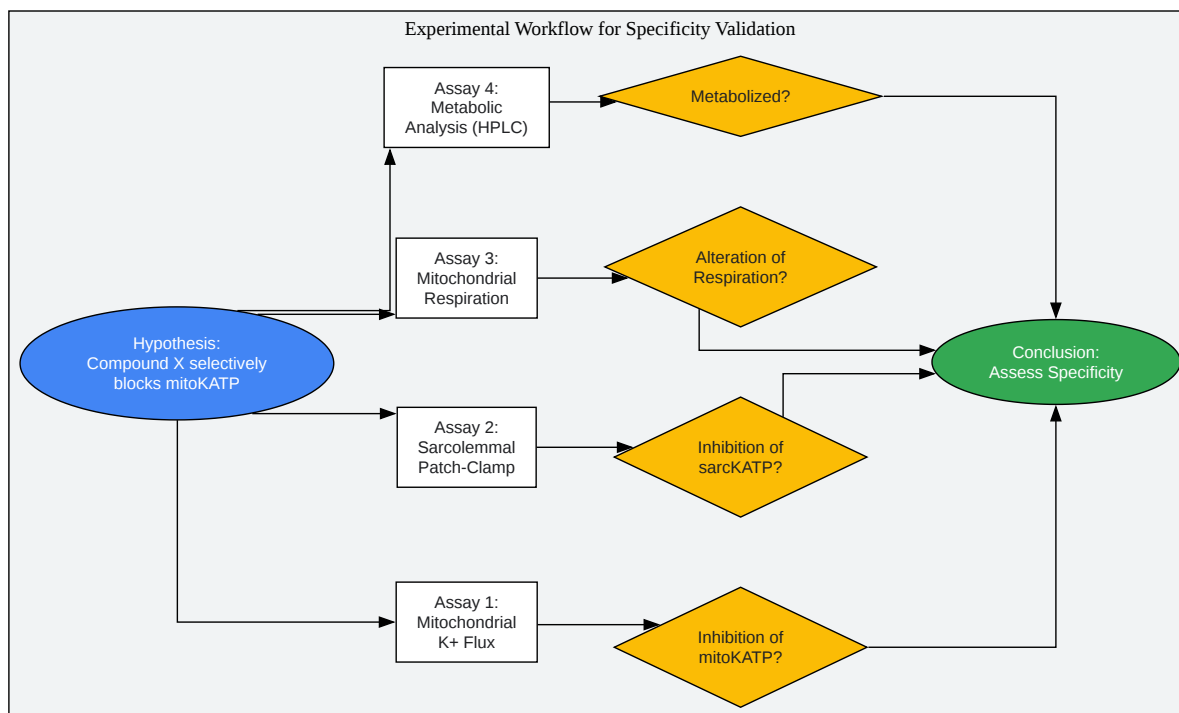 Experimental Workflow for Specificity Validation
Assay 4:
Metabolic
Analysis (HPLC)
Metabolized?
Assay 3:
Mitochondrial
Respiration
Alteration of
Respiration?
Hypothesis:
Compound X selectively
blocks mitoKATP
Conclusion:
Assess Specificity
Assay 2:
Sarcolemmal
Patch-Clamp
Inhibition of
sarcKATP?
Assay 1:
Mitochondrial
K+ Flux
Inhibition of
mitoKATP?